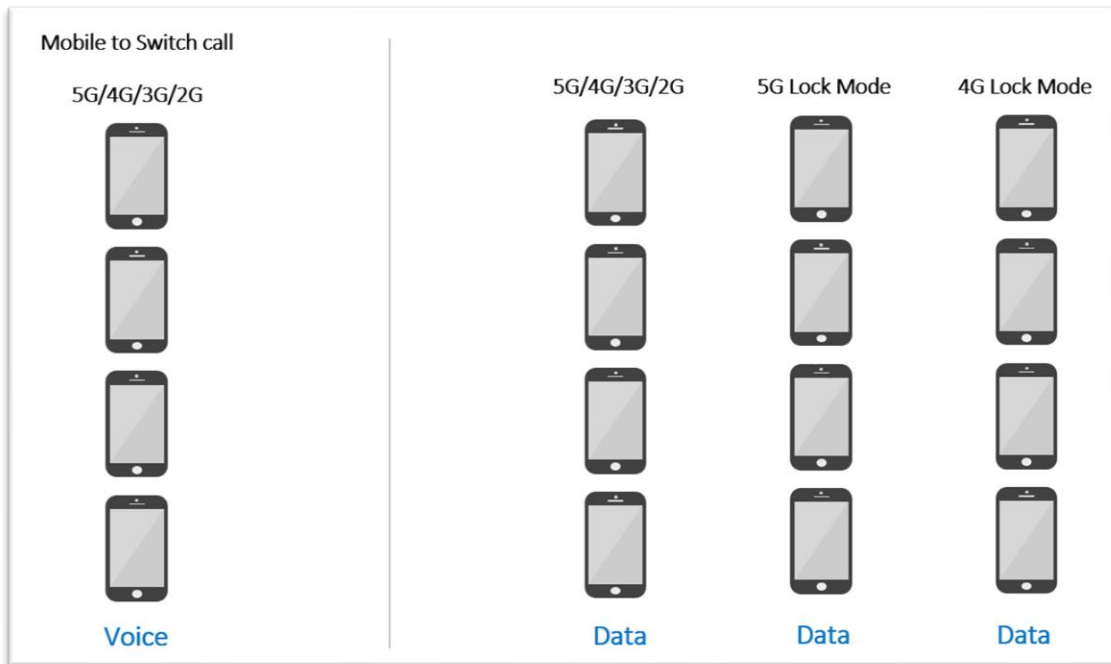 Mobile to Switch call
5G/4G/3G/2G
5G/4G/3G/2G
5G Lock Mode
4G Lock Mode
Voice
Data
Data
Data